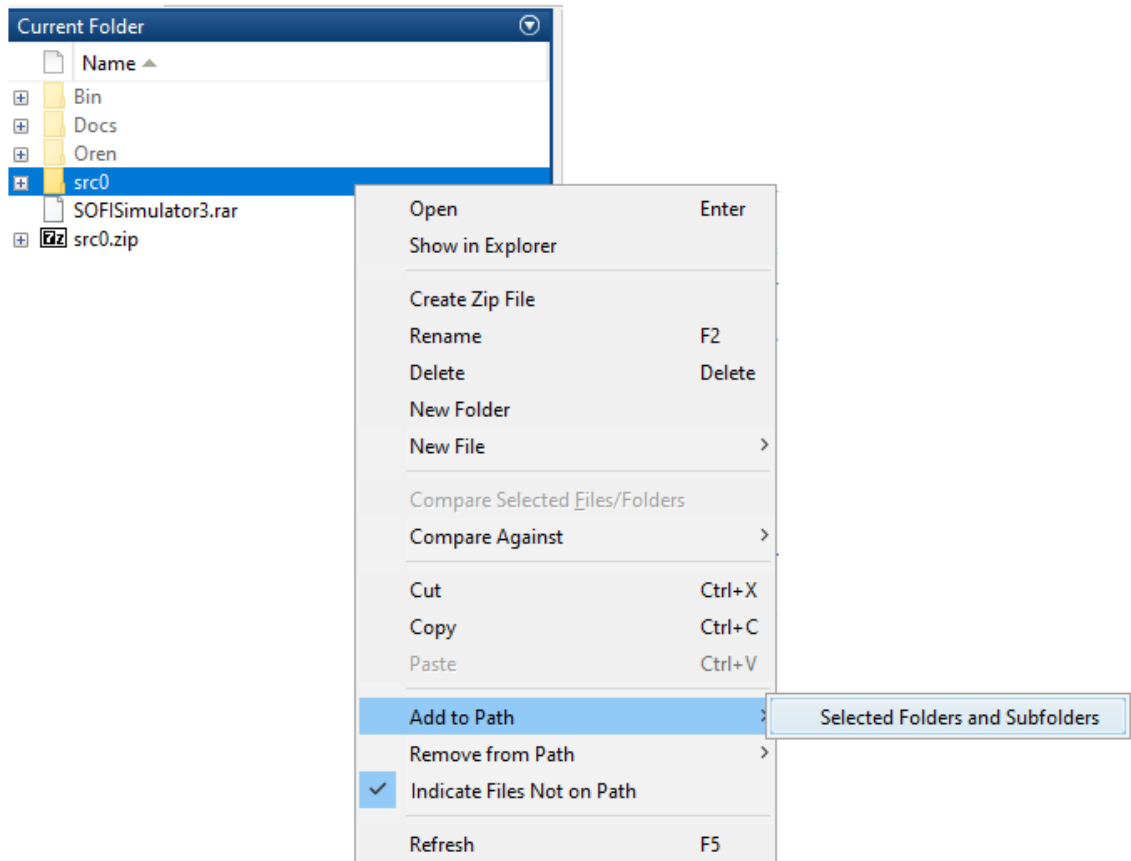 Current Folder
Name
Bin
Docs
Oren
src0
SOFISimulator3.rar
7z src0.zip
Open Enter
Show in Explorer
Create Zip File
Rename F2
Delete Delete
New Folder
New File
Compare Selected Files/Folders
Compare Against
Cut Ctrl+X
Copy Ctrl+C
Paste Ctrl+V
Add to Path
Selected Folders and Subfolders
Remove from Path
Indicate Files Not on Path
Refresh F5